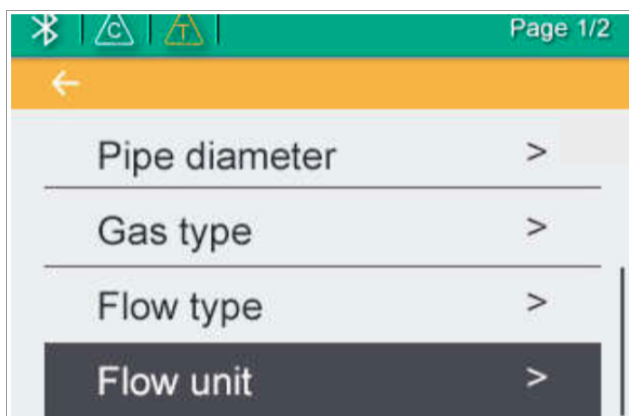 C T Page 1/2
Pipe diameter >
Gas type >
Flow type >
Flow unit >